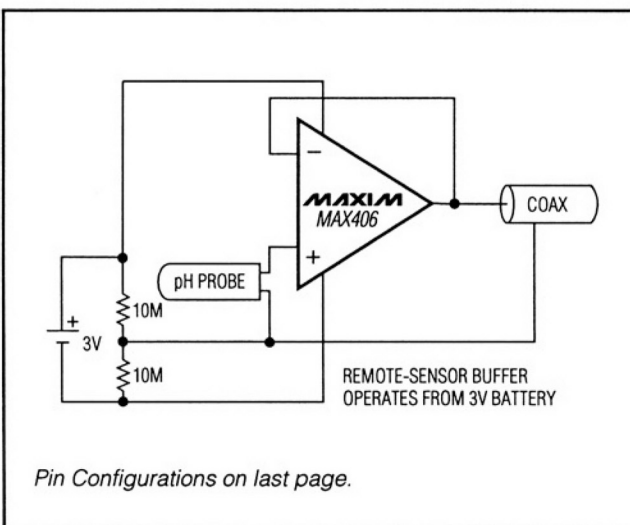 MAXIM
MAX406
−
+
COAX
pH PROBE
+
10M
3V
10M
REMOTE-SENSOR BUFFER
OPERATES FROM 3V BATTERY
Pin Configurations on last page.